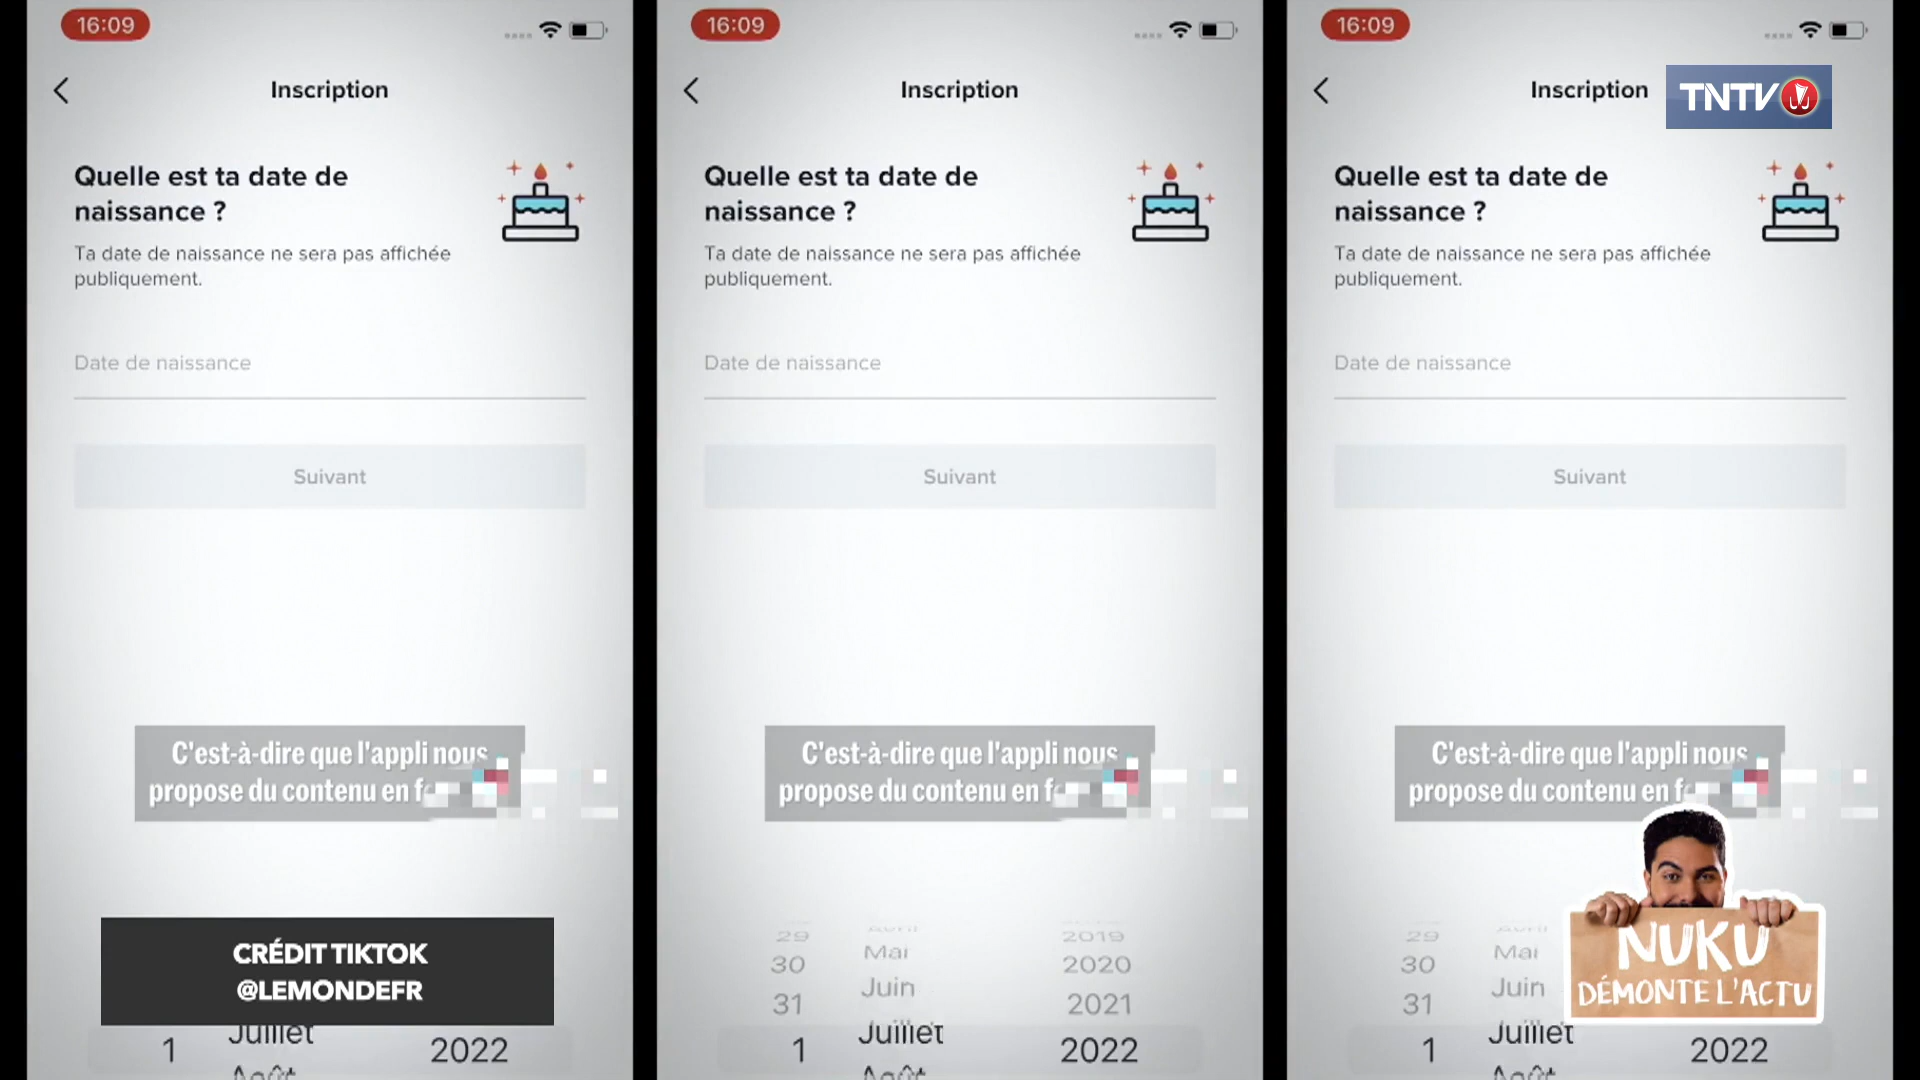 16:09
Inscription
Quelle est ta date de
naissance ?
Ta date de naissance ne sera pas affichée
publiquement.
Date de naissance
Suivant
C'est-à-dire que l'appli nous
propose du contenu en
CRÉDIT TIKTOK
@LEMONDEFR
1 Juillet 2022
Août
16:09
Inscription
Quelle est ta date de
naissance ?
Ta date de naissance ne sera pas affichée
publiquement.
Date de naissance
Suivant
C'est-à-dire que l'appli nous
propose du contenu en
29 Avril 2019
30 Mai 2020
31 Juin 2021
1 Juillet 2022
Août
16:09
Inscription
TNTV
Quelle est ta date de
naissance ?
Ta date de naissance ne sera pas affichée
publiquement.
Date de naissance
Suivant
C'est-à-dire que l'appli nous
propose du contenu en
29
30 Mai
31 Juin
1 Juillet 2022
Août
NUKU
DÉMONTE L'ACTU